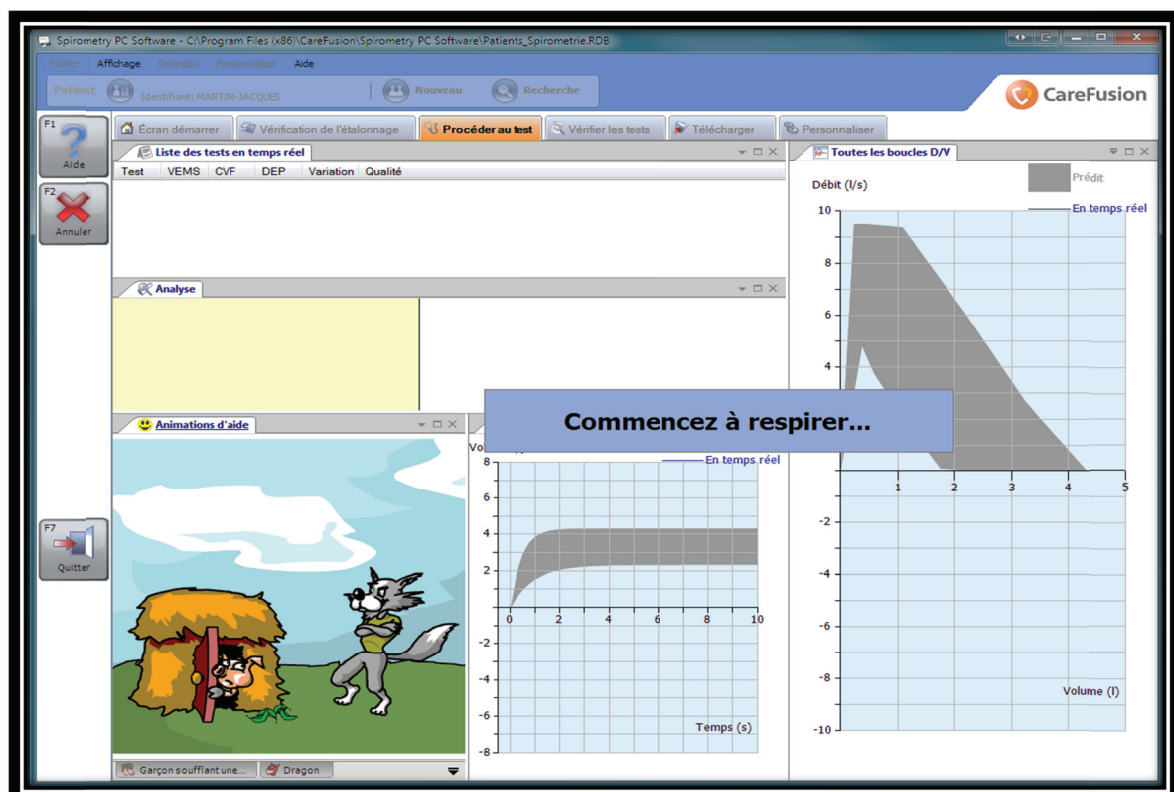 Spirometry PC Software - C:\Program Files (x86)\CareFusion\Spirometry PC Software\Patients_Spirometrie.RDB
Fichier Affichage Données Personnaliser Aide
Patient Identifiant: MARTIN-JACQUES Nouveau Recherche
CareFusion
F1 Aide
F2 Annuler
F7 Quitter
Écran démarrer Vérification de l'étalonnage Procéder au test Vérifier les tests Télécharger Personnaliser
Liste des tests en temps réel
Test VEMS CVF DEP Variation Qualité
Analyse
Commencez à respirer...
Animations d'aide
Garçon soufflant une... Dragon
En temps réel
8
6
4
2
0 2 4 6 8 10
-2
-4
-6
-8
Temps (s)
Toutes les boucles D/V
Débit (l/s)
Prédit
En temps réel
10
8
6
4
1 2 3 4 5
-2
-4
-6
-8
-10
Volume (l)